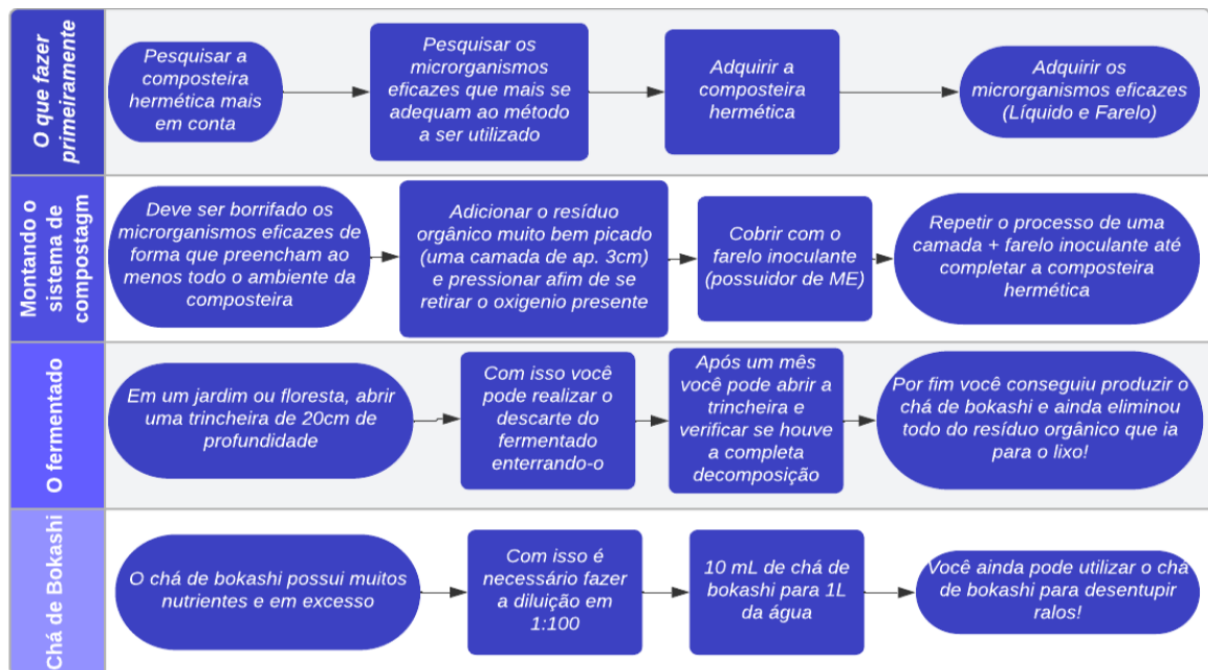 O que fazer
primeiramente
Pesquisar a
composteira
hermética mais
em conta
Pesquisar os
microrganismos
eficazes que mais se
adequam ao método
a ser utilizado
Adquirir a
composteira
hermética
Adquirir os
microrganismos eficazes
(Líquido e Farelo)
Montando o
sistema de
compostagm
Deve ser borrifado os
microrganismos eficazes de
forma que preencham ao
menos todo o ambiente da
composteira
Adicionar o resíduo
orgânico muito bem picado
(uma camada de ap. 3cm)
e pressionar afim de se
retirar o oxigenio presente
Cobrir com o
farelo inoculante
(possuidor de ME)
Repetir o processo de uma
camada + farelo inoculante até
completar a composteira
hermética
O fermentado
Em um jardim ou floresta, abrir
uma trincheira de 20cm de
profundidade
Com isso você
pode realizar o
descarte do
fermentado
enterrando-o
Após um mês
você pode abrir a
trincheira e
verificar se houve
a completa
decomposição
Por fim você conseguiu produzir o
chá de bokashi e ainda eliminou
todo do resíduo orgânico que ia
para o lixo!
Chá de Bokashi
O chá de bokashi possui muitos
nutrientes e em excesso
Com isso é
necessário fazer
a diluição em
1:100
10 mL de chá de
bokashi para 1L
da água
Você ainda pode utilizar o chá
de bokashi para desentupir
ralos!